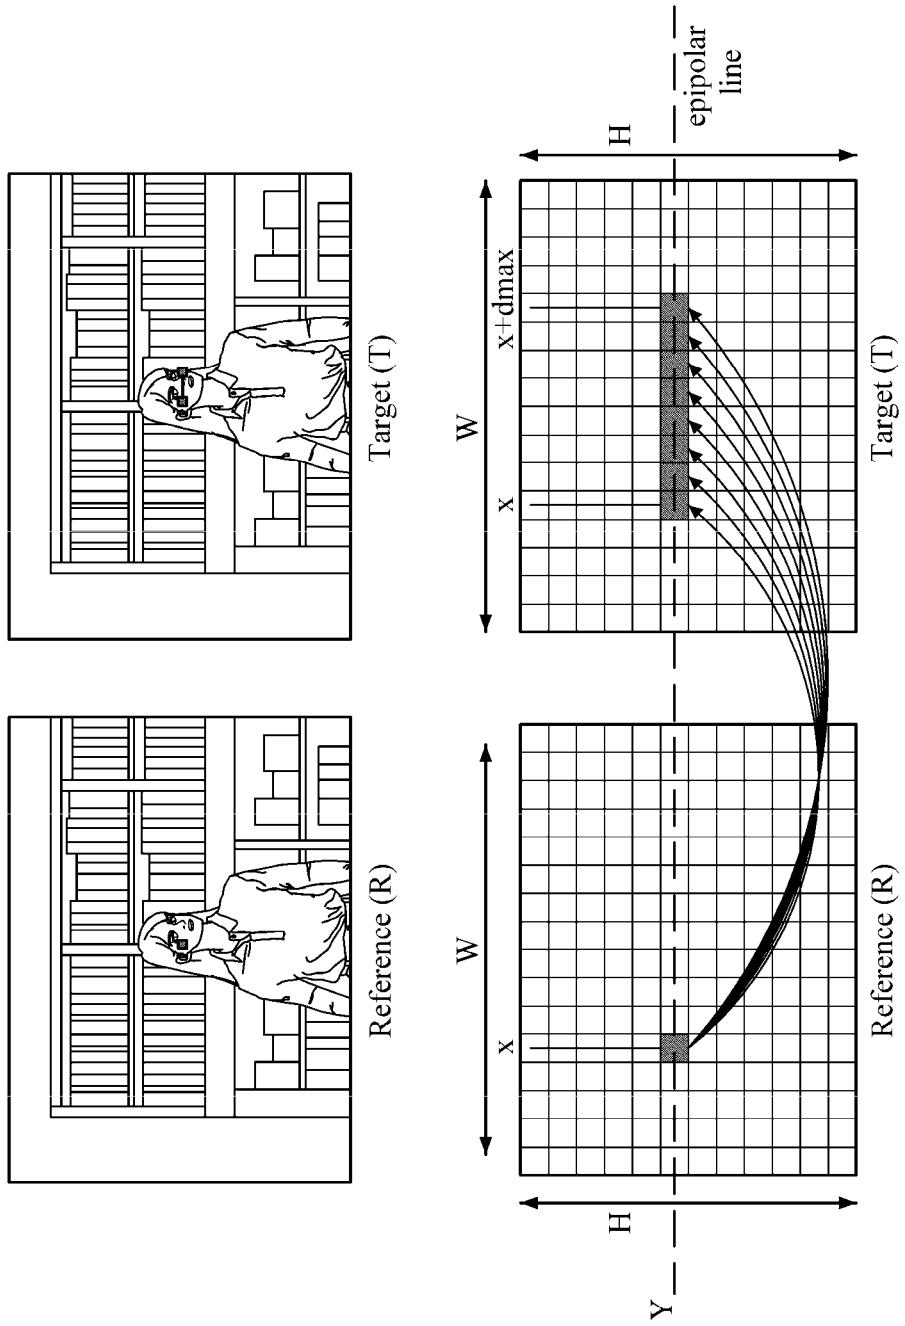 Reference (R)
Target (T)
W
W
x
x
x+dmax
H
H
Y
epipolar
line
Reference (R)
Target (T)